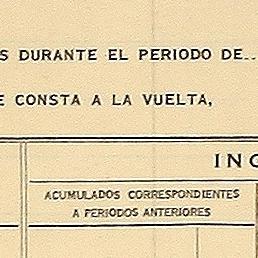 S DURANTE EL PERIODO DE..
E CONSTA A LA VUELTA,
ING
ACUMULADOS CORRESPONDIENTES
A PERIODOS ANTERIORES